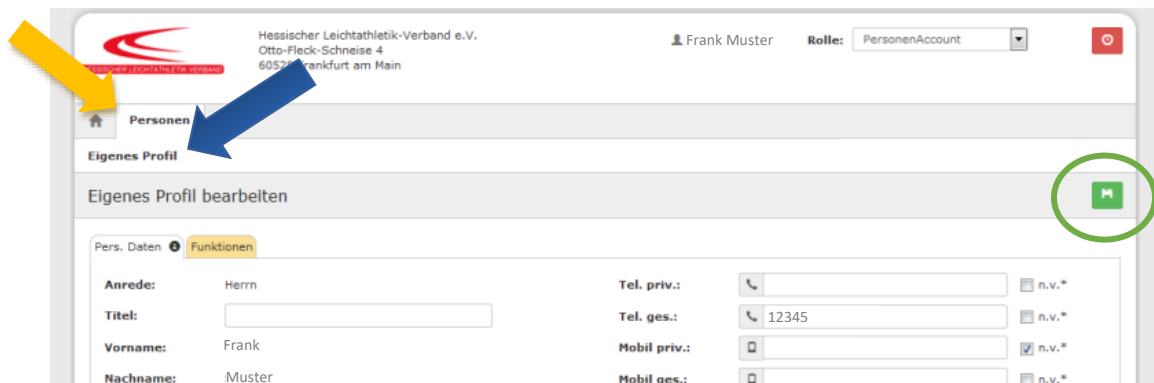 Hessischer Leichtathletik-Verband e.V.
Otto-Fleck-Schneise 4
60528 Frankfurt am Main
HESSISCHER LEICHTATHLETIK-VERBAND
Frank Muster Rolle: PersonenAccount
Personen
Eigenes Profil
Eigenes Profil bearbeiten
Pers. Daten Funktionen
Anrede: Herrn Tel. priv.: n.v.*
Titel: Tel. ges.: 12345 n.v.*
Vorname: Frank Mobil priv.: n.v.*
Nachname: Muster Mobil ges.: n.v.*